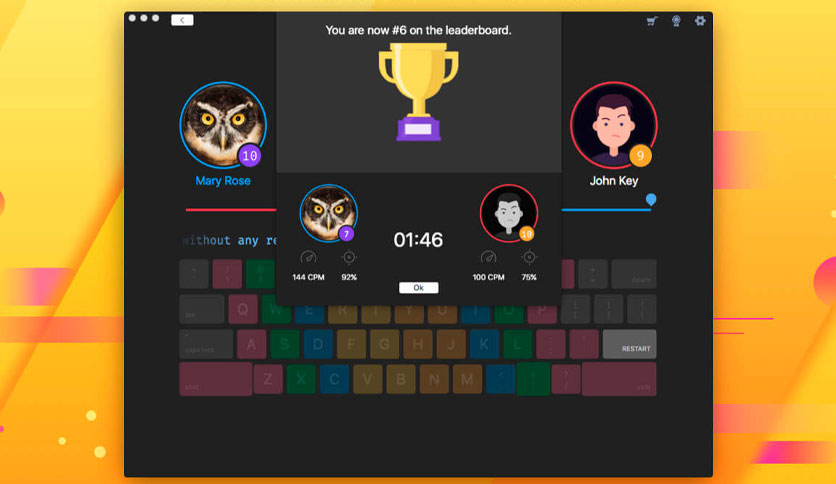 You are now #6 on the leaderboard.
10
9
Mary Rose
John Key
7
10
01:46
144 CPM
92%
100 CPM
75%
Ok
without any re
delete
tab
Q W E R T Y U I O P
caps lock
A S D F G H J K L
RESTART
shift
Z X C V B N M
shift